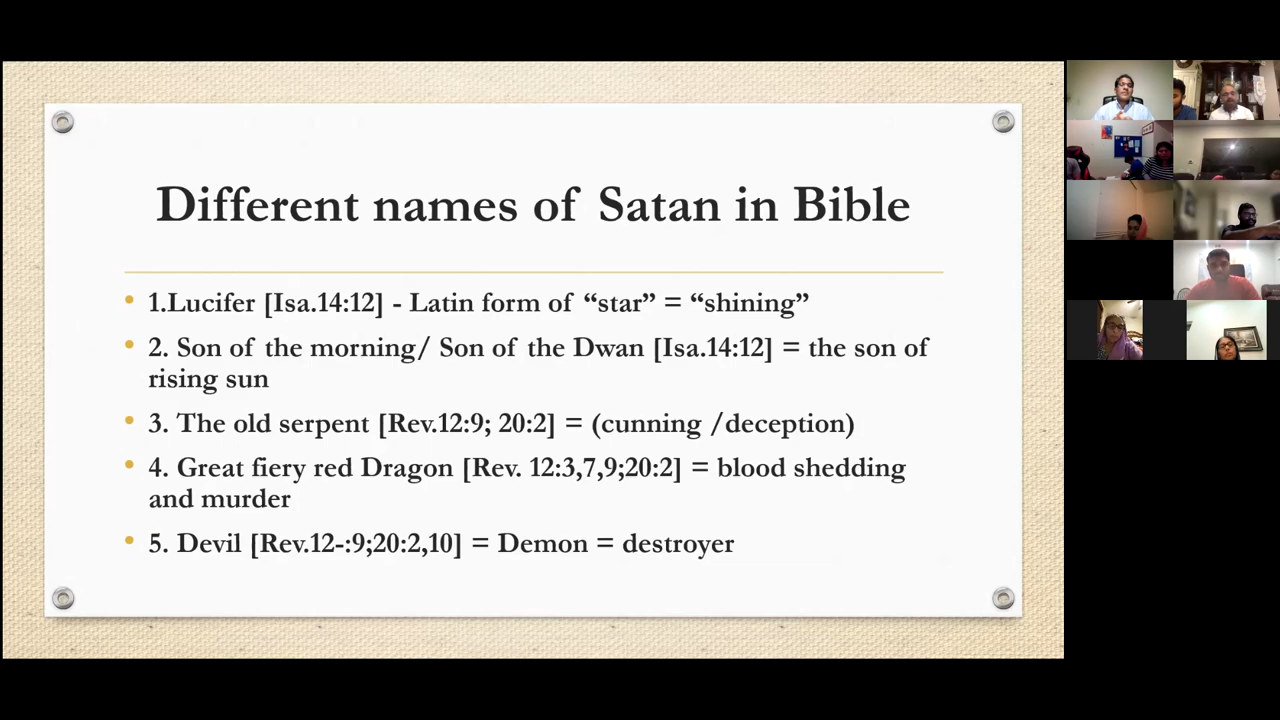 Different names of Satan in Bible
• 1.Lucifer [Isa.14:12] - Latin form of “star” = “shining”
• 2. Son of the morning/ Son of the Dwan [Isa.14:12] = the son of
rising sun
• 3. The old serpent [Rev.12:9; 20:2] = (cunning /deception)
• 4. Great fiery red Dragon [Rev. 12:3,7,9;20:2] = blood shedding
and murder
• 5. Devil [Rev.12-:9;20:2,10] = Demon = destroyer